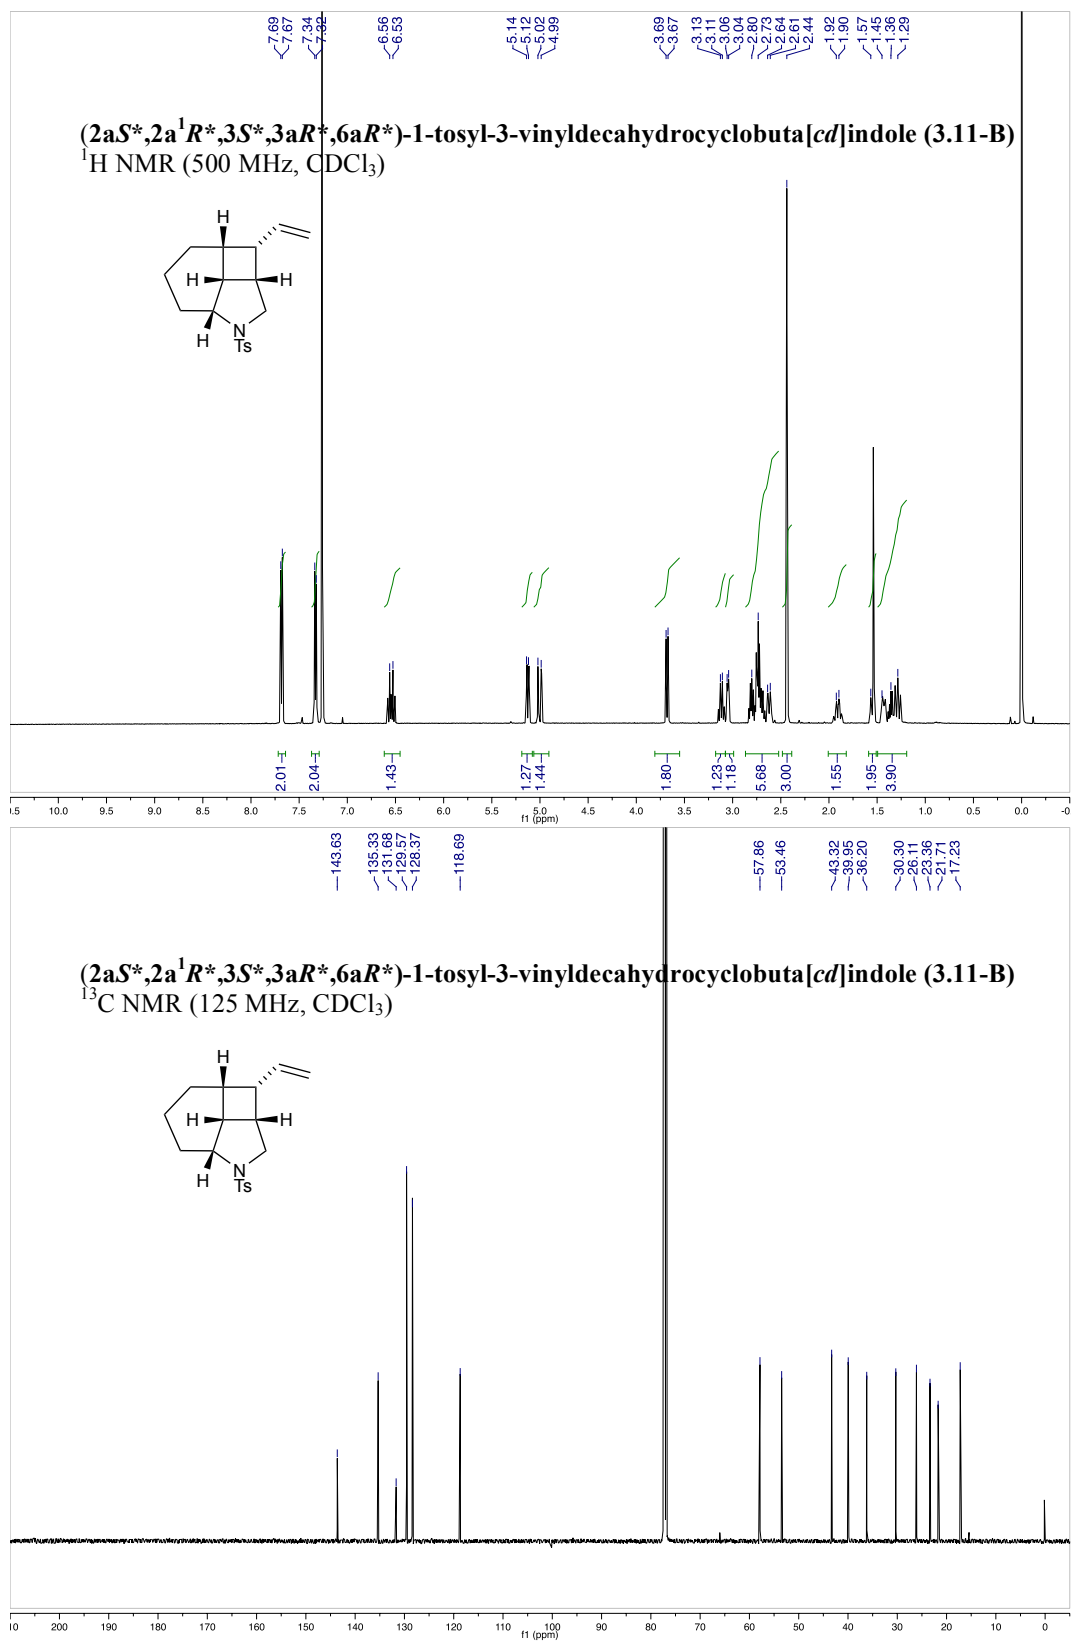 7.69 7.67 7.34 7.32 6.56 6.53 5.14 5.12 5.02 4.99 3.69 3.67 3.13 3.11 3.06 3.04 2.80 2.73 2.64 2.61 2.44 1.92 1.90 1.57 1.45 1.36 1.29
(2aS*,2a¹R*,3S*,3aR*,6aR*)-1-tosyl-3-vinyldecahydrocyclobuta[cd]indole (3.11-B)
¹H NMR (500 MHz, CDCl₃)
H
H H
N
H Ts
2.01 2.04 1.43 1.27 1.44 1.80 1.23 1.18 5.68 3.00 1.55 1.95 3.90
.5 10.0 9.5 9.0 8.5 8.0 7.5 7.0 6.5 6.0 5.5 5.0 4.5 4.0 3.5 3.0 2.5 2.0 1.5 1.0 0.5 0.0 -0
f1 (ppm)
143.63 135.33 131.68 129.57 128.37 118.69 57.86 53.46 43.32 39.95 36.20 30.30 26.11 23.36 21.71 17.23
(2aS*,2a¹R*,3S*,3aR*,6aR*)-1-tosyl-3-vinyldecahydrocyclobuta[cd]indole (3.11-B)
¹³C NMR (125 MHz, CDCl₃)
H
H H
N
H Ts
10 200 190 180 170 160 150 140 130 120 110 100 90 80 70 60 50 40 30 20 10 0
f1 (ppm)